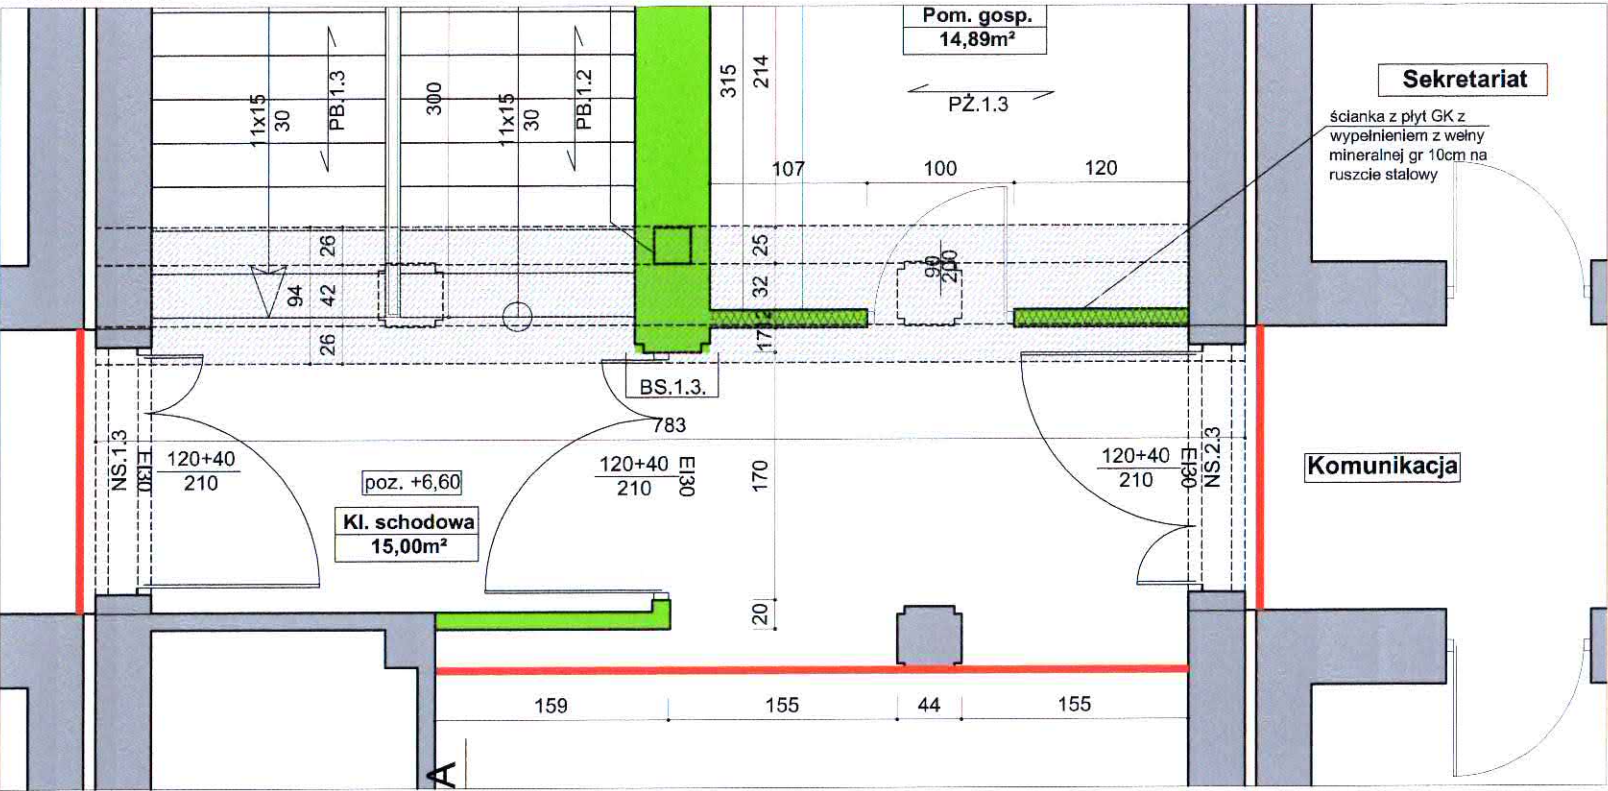 Pom. gosp.
14,89m²
Sekretariat
ścianka z płyt GK z
wypełnieniem z wełny
mineralnej gr 10cm na
ruszcie stalowy
11x15
30
PB.1.3
300
11x15
30
PB.1.2
315
214
PŻ.1.3
107
100
120
26
94
42
26
25
32
12
17
90
200
BS.1.3.
783
NS.1.3
EI30
120+40
210
poz. +6,60
Kl. schodowa
15,00m²
120+40
210
EI30
170
120+40
210
EI30
NS.2.3
Komunikacja
20
159
155
44
155
A